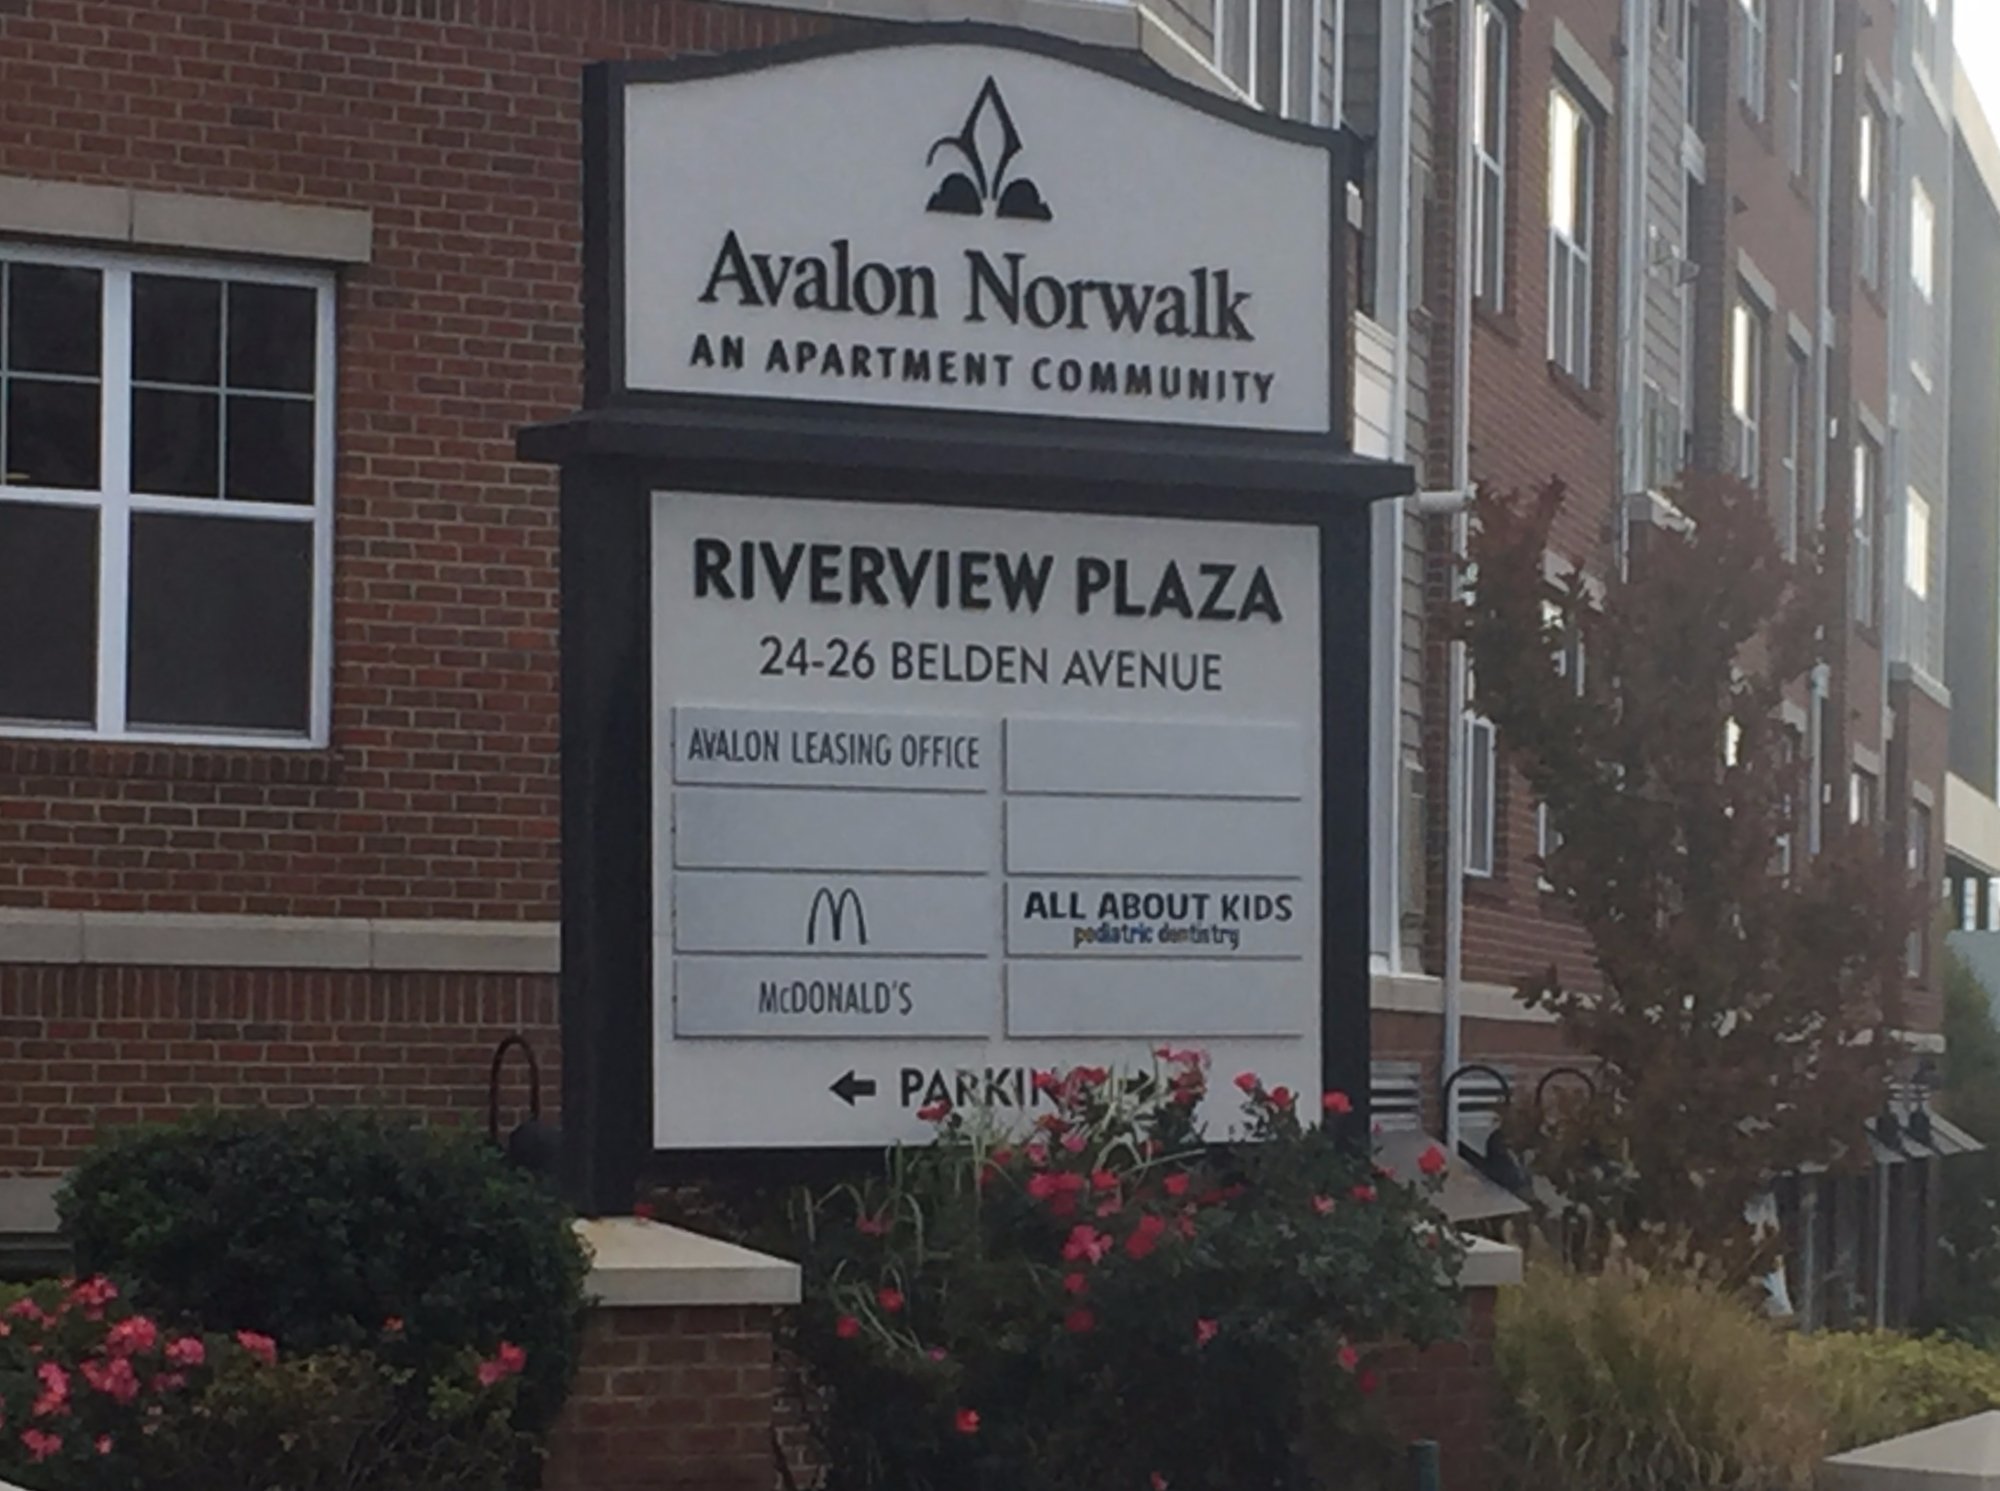 Avalon Norwalk
AN APARTMENT COMMUNITY
RIVERVIEW PLAZA
24-26 BELDEN AVENUE
AVALON LEASING OFFICE
ALL ABOUT KIDS
pediatric dentistry
McDONALD'S
← PARKING →